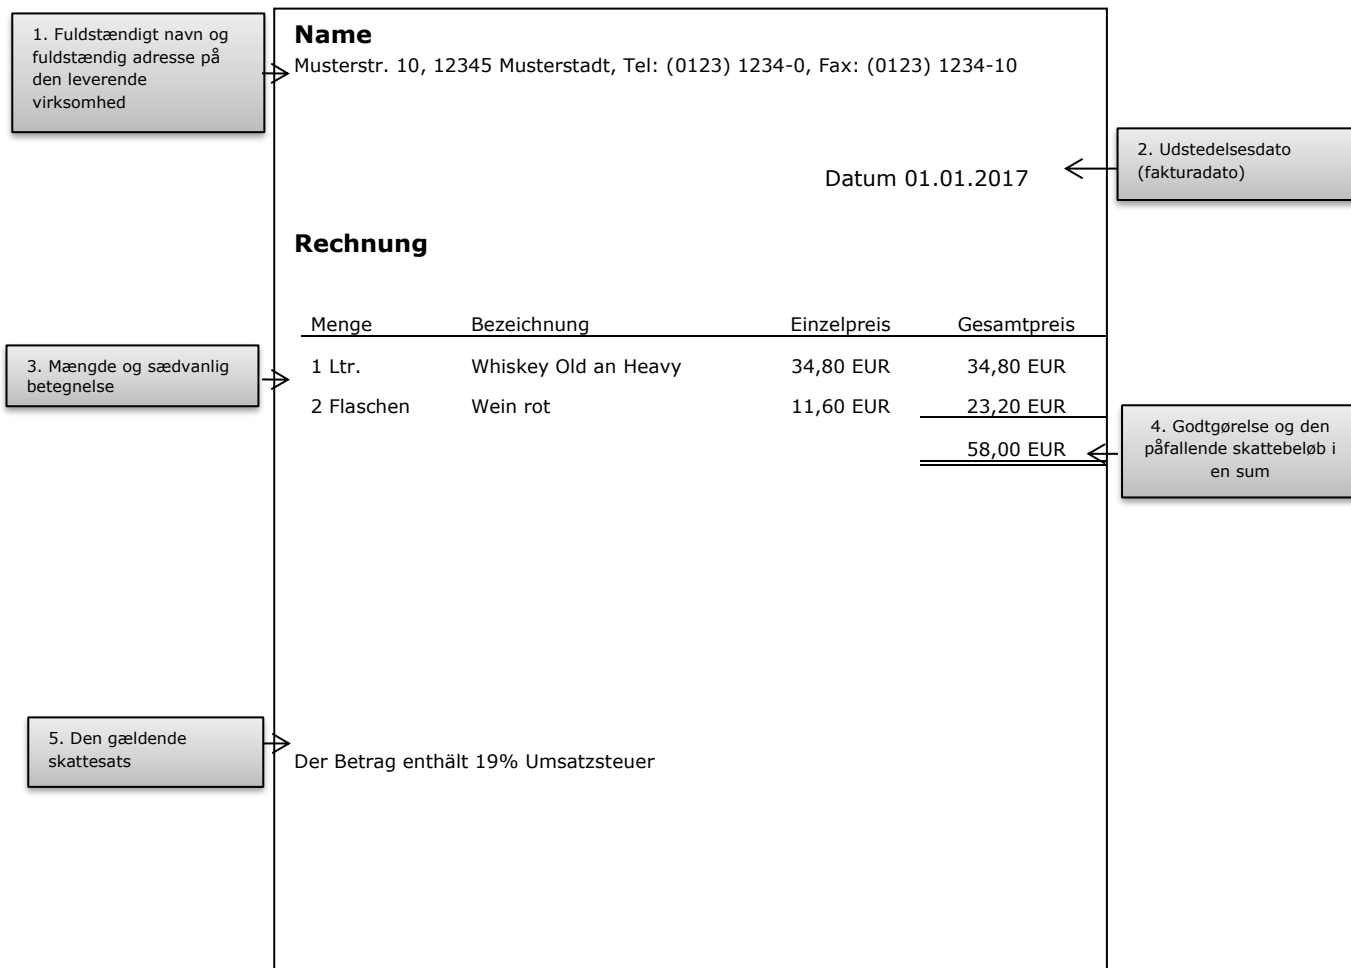 1. Fuldstændigt navn og
fuldstændig adresse på
den leverende
virksomhed
Name
Musterstr. 10, 12345 Musterstadt, Tel: (0123) 1234-0, Fax: (0123) 1234-10
2. Udstedelsesdato
(fakturadato)
Datum 01.01.2017
Rechnung
Menge Bezeichnung Einzelpreis Gesamtpreis
3. Mængde og sædvanlig
betegnelse
1 Ltr. Whiskey Old an Heavy 34,80 EUR 34,80 EUR
2 Flaschen Wein rot 11,60 EUR 23,20 EUR
58,00 EUR
4. Godtgørelse og den
påfallende skattebeløb i
en sum
5. Den gældende
skattesats
Der Betrag enthält 19% Umsatzsteuer